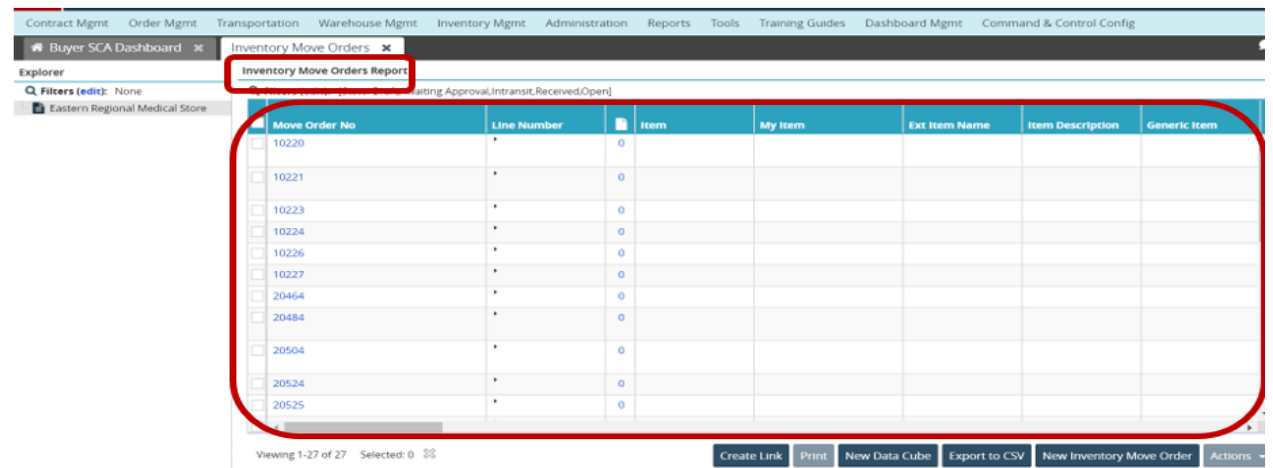 Contract Mgmt Order Mgmt Transportation Warehouse Mgmt Inventory Mgmt Administration Reports Tools Training Guides Dashboard Mgmt Command & Control Config
Buyer SCA Dashboard Inventory Move Orders
Explorer
Filters (edit): None
Eastern Regional Medical Store
Inventory Move Orders Report
Approval,Intransit,Received,Open]
Move Order No Line Number Item My Item Ext Item Name Item Description Generic Item
10220 0
10221 0
10223 0
10224 0
10226 0
10227 0
20464 0
20484 0
20504 0
20524 0
20525 0
Viewing 1-27 of 27 Selected: 0
Create Link Print New Data Cube Export to CSV New Inventory Move Order Actions